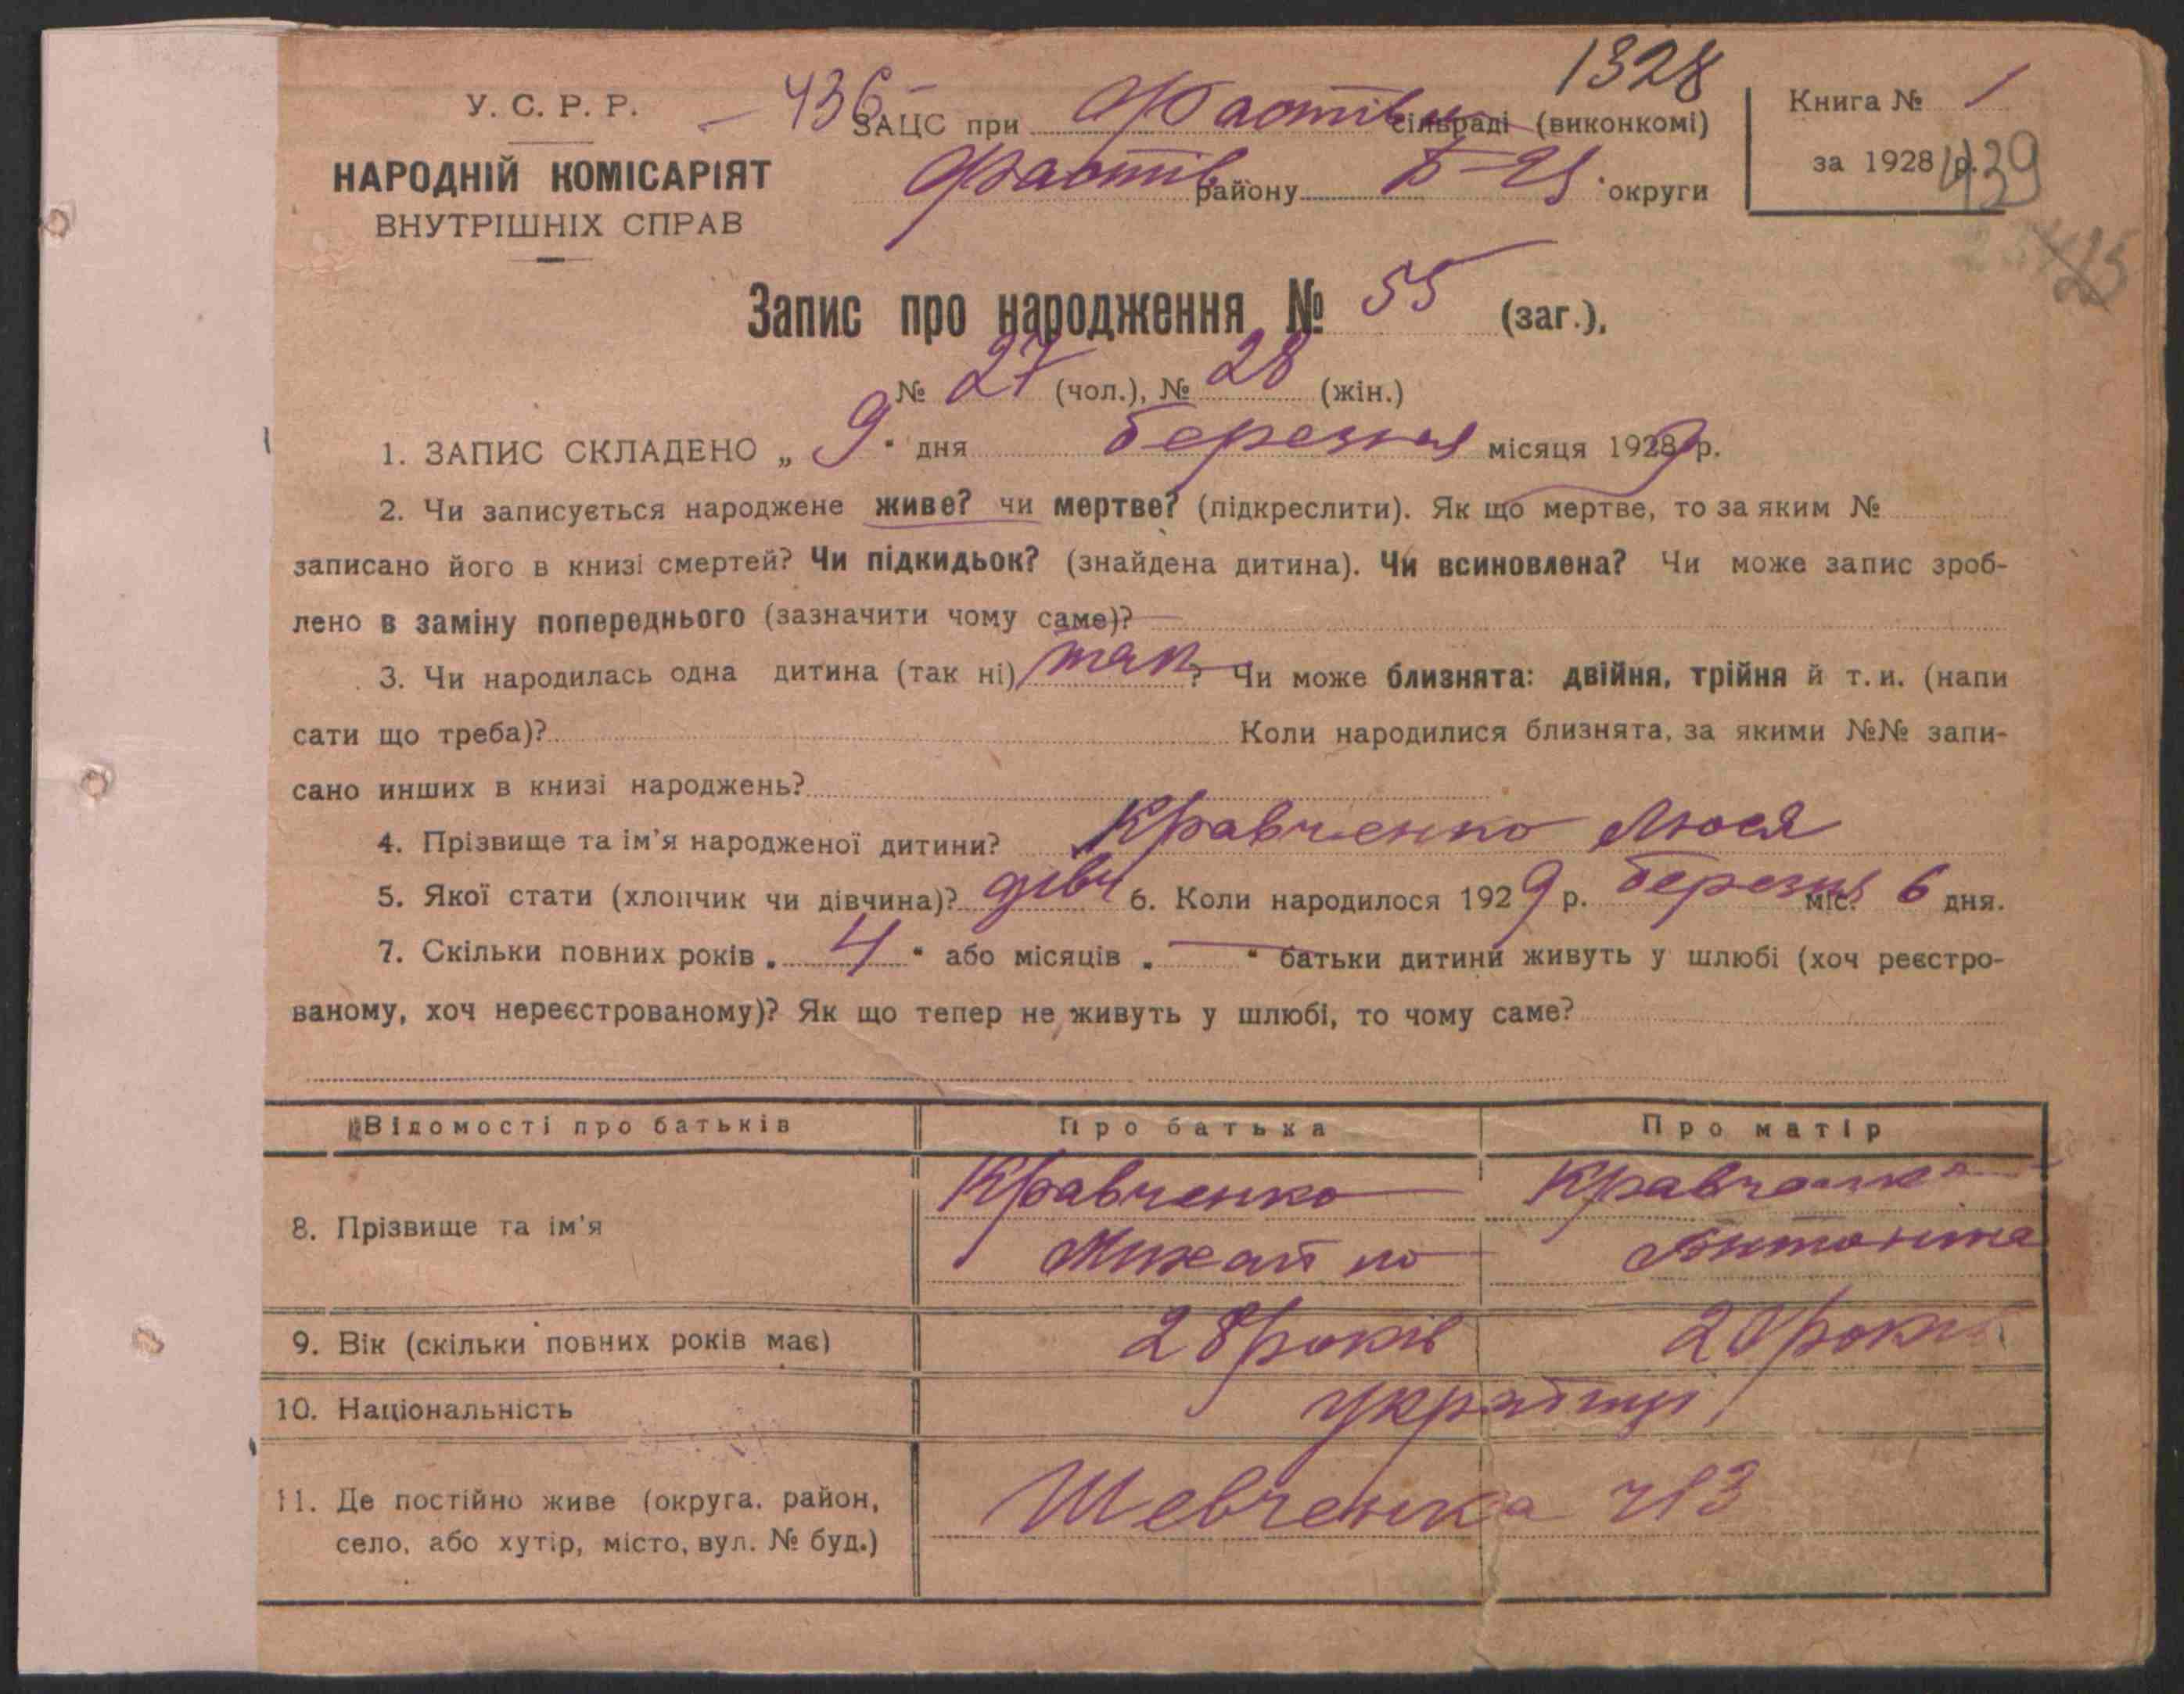 У. С. Р. Р.
НАРОДНІЙ КОМІСАРІЯТ
ВНУТРІШНІХ СПРАВ
436
1328
ЗАЦС при Фастів сільраді (виконкомі)
Фастів району Б-Ц округи
Книга № 1
за 1928 р.
439
Запис про народження № 55 (заг.),
№ 27 (чол.), № 28 (жін.)
1. ЗАПИС СКЛАДЕНО „ 9 “ дня березня місяця 19289 р.
2. Чи записується народжене живе? чи мертве? (підкреслити). Як що мертве, то за яким №
записано його в книзі смертей? Чи підкидьок? (знайдена дитина). Чи всиновлена? Чи може запис зроб-
лено в заміну попереднього (зазначити чому саме)?
3. Чи народилась одна дитина (так ні) так ? Чи може близнята: двійня, трійня й т. и. (напи
сати що треба)? Коли народилися близнята, за якими №№ запи-
сано инших в книзі народжень?
4. Прізвище та ім'я народженої дитини? Кравченко Люся
5. Якої стати (хлопчик чи дівчина)? дівч 6. Коли народилося 1929 р. березня міс. 6 дня.
7. Скільки повних років „ 4 “ або місяців „ — “ батьки дитини живуть у шлюбі (хоч реєстро-
ваному, хоч нереєстрованому)? Як що тепер не живуть у шлюбі, то чому саме?
Відомості про батьків Про батька Про матір
8. Прізвище та ім'я Кравченко Кравченко
Михайло Антоніна
9. Вік (скільки повних років має) 28 років 20 років
10. Національність українці
11. Де постійно живе (округа, район,
село, або хутір, місто, вул. № буд.) Шевченка ч 13